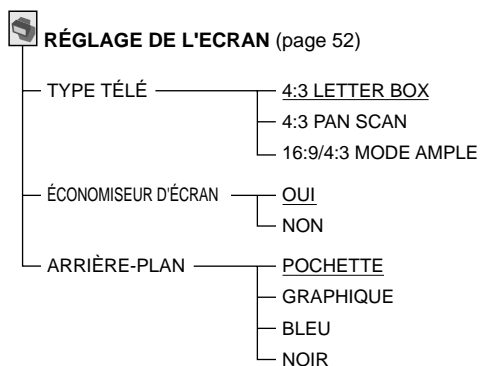 RÉGLAGE DE L'ECRAN (page 52)
TYPE TÉLÉ
4:3 LETTER BOX
4:3 PAN SCAN
16:9/4:3 MODE AMPLE
ÉCONOMISEUR D'ÉCRAN
OUI
NON
ARRIÈRE-PLAN
POCHETTE
GRAPHIQUE
BLEU
NOIR